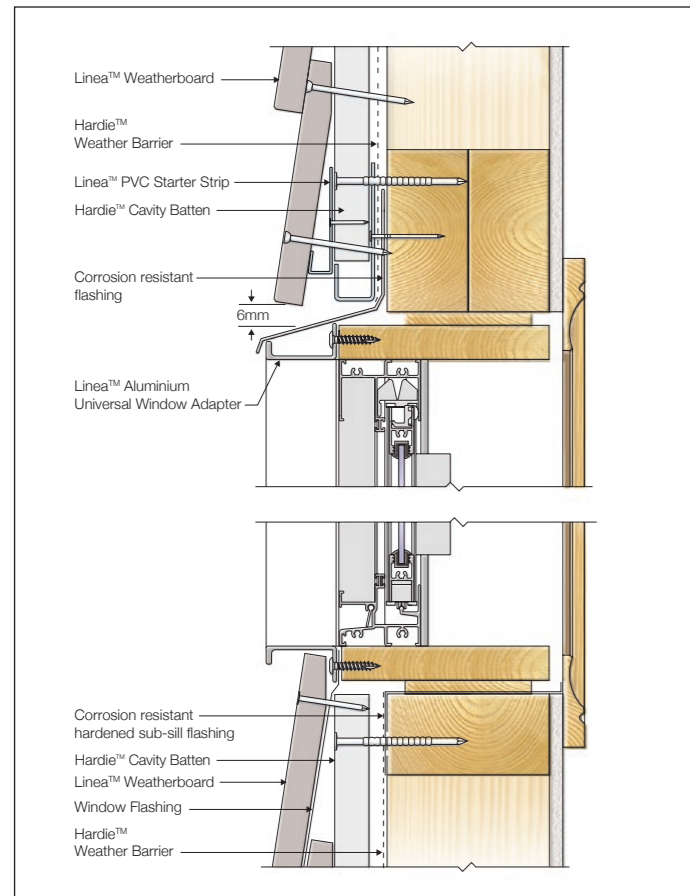 Linea™ Weatherboard
Hardie™
Weather Barrier
Linea™ PVC Starter Strip
Hardie™ Cavity Batten
Corrosion resistant
flashing
6mm
Linea™ Aluminium
Universal Window Adapter
Corrosion resistant
hardened sub-sill flashing
Hardie™ Cavity Batten
Linea™ Weatherboard
Window Flashing
Hardie™
Weather Barrier